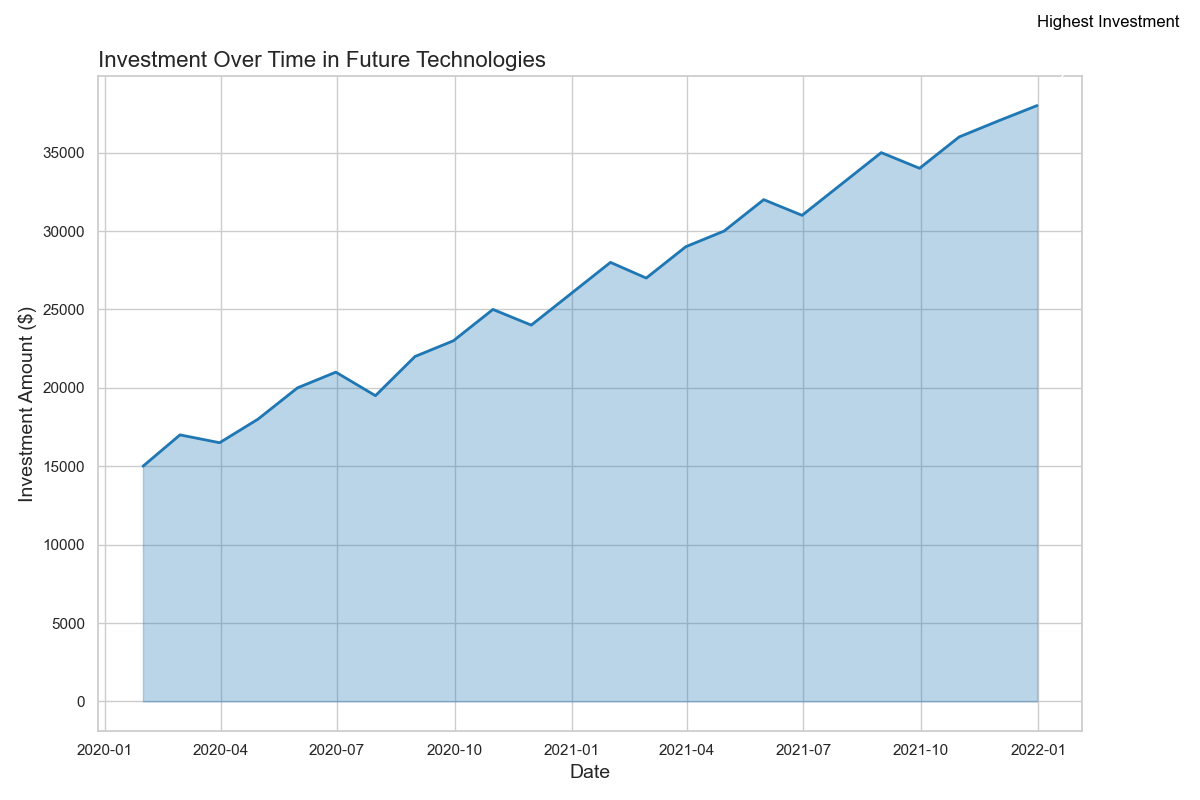 Highest Investment
Investment Over Time in Future Technologies
Investment Amount ($)
35000
30000
25000
20000
15000
10000
5000
0
2020-01 2020-04 2020-07 2020-10 2021-01 2021-04 2021-07 2021-10 2022-01
Date